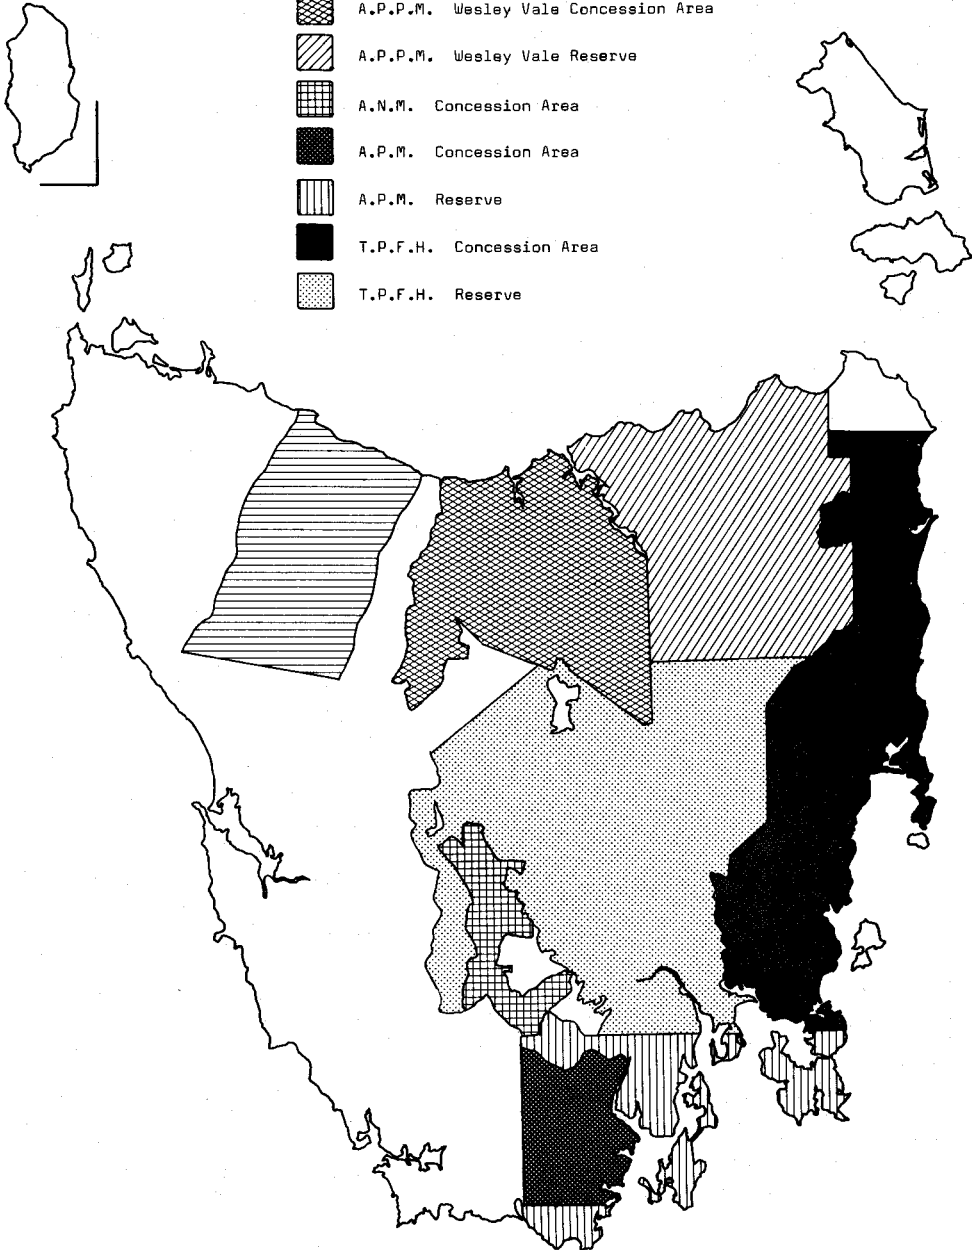 A.P.P.M. Wesley Vale Concession Area
A.P.P.M. Wesley Vale Reserve
A.N.M. Concession Area
A.P.M. Concession Area
A.P.M. Reserve
T.P.F.H. Concession Area
T.P.F.H. Reserve